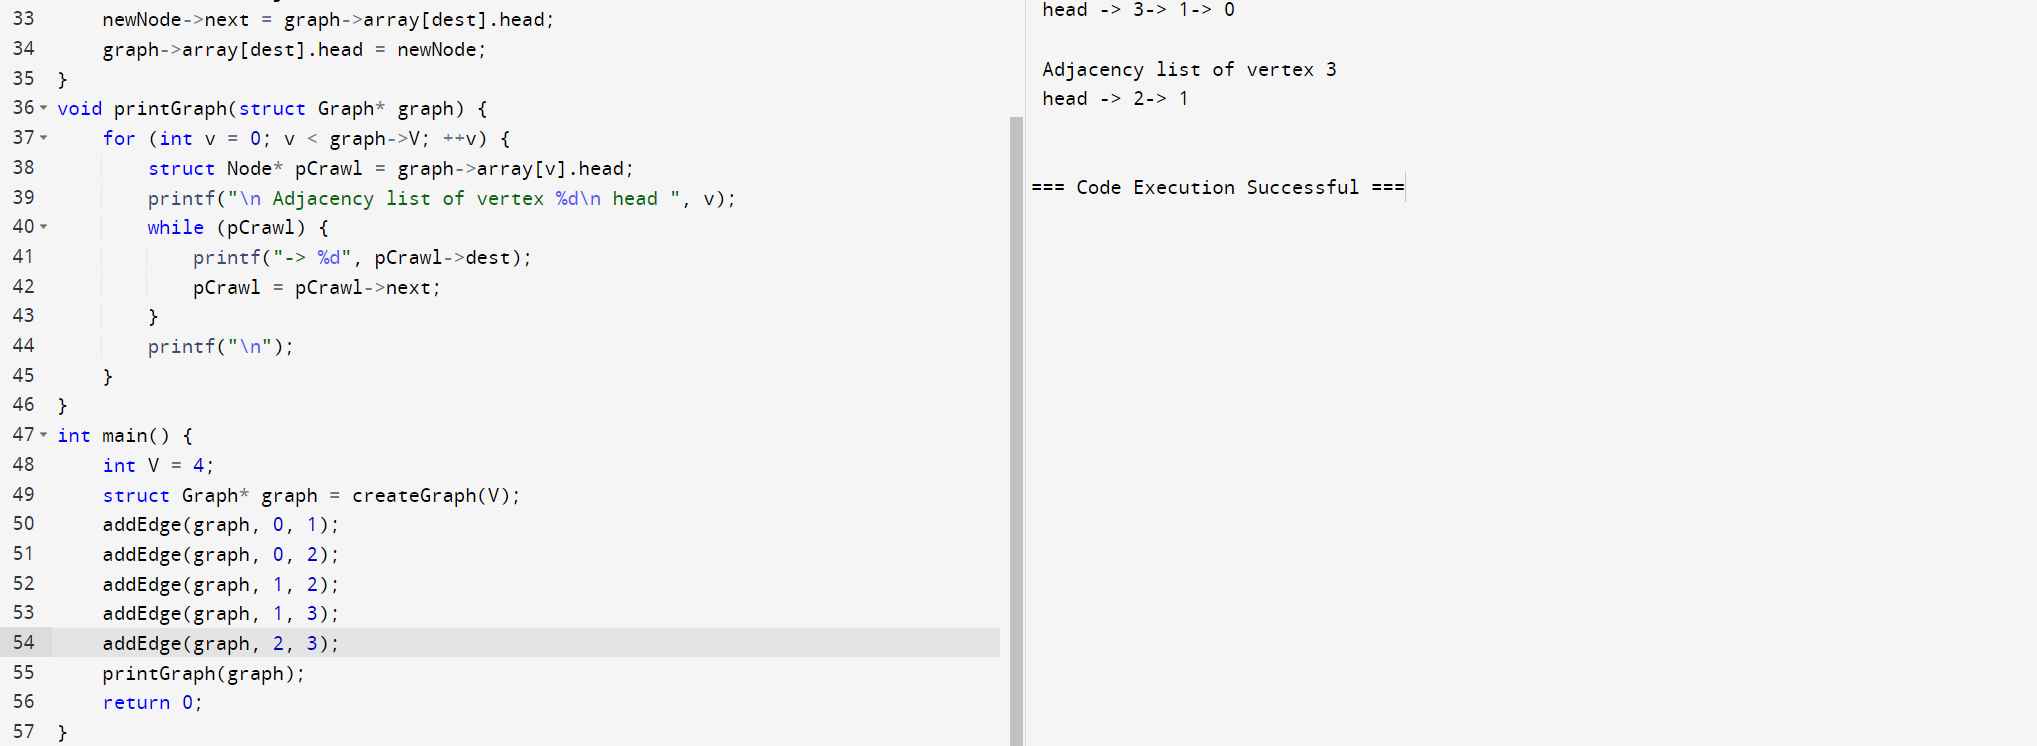 33 newNode->next = graph->array[dest].head;
34 graph->array[dest].head = newNode;
35 }
36 void printGraph(struct Graph* graph) {
37 for (int v = 0; v < graph->V; ++v) {
38 struct Node* pCrawl = graph->array[v].head;
39 printf("\n Adjacency list of vertex %d\n head ", v);
40 while (pCrawl) {
41 printf("-> %d", pCrawl->dest);
42 pCrawl = pCrawl->next;
43 }
44 printf("\n");
45 }
46 }
47 int main() {
48 int V = 4;
49 struct Graph* graph = createGraph(V);
50 addEdge(graph, 0, 1);
51 addEdge(graph, 0, 2);
52 addEdge(graph, 1, 2);
53 addEdge(graph, 1, 3);
54 addEdge(graph, 2, 3);
55 printGraph(graph);
56 return 0;
57 }
head -> 3-> 1-> 0
Adjacency list of vertex 3
head -> 2-> 1
=== Code Execution Successful ===